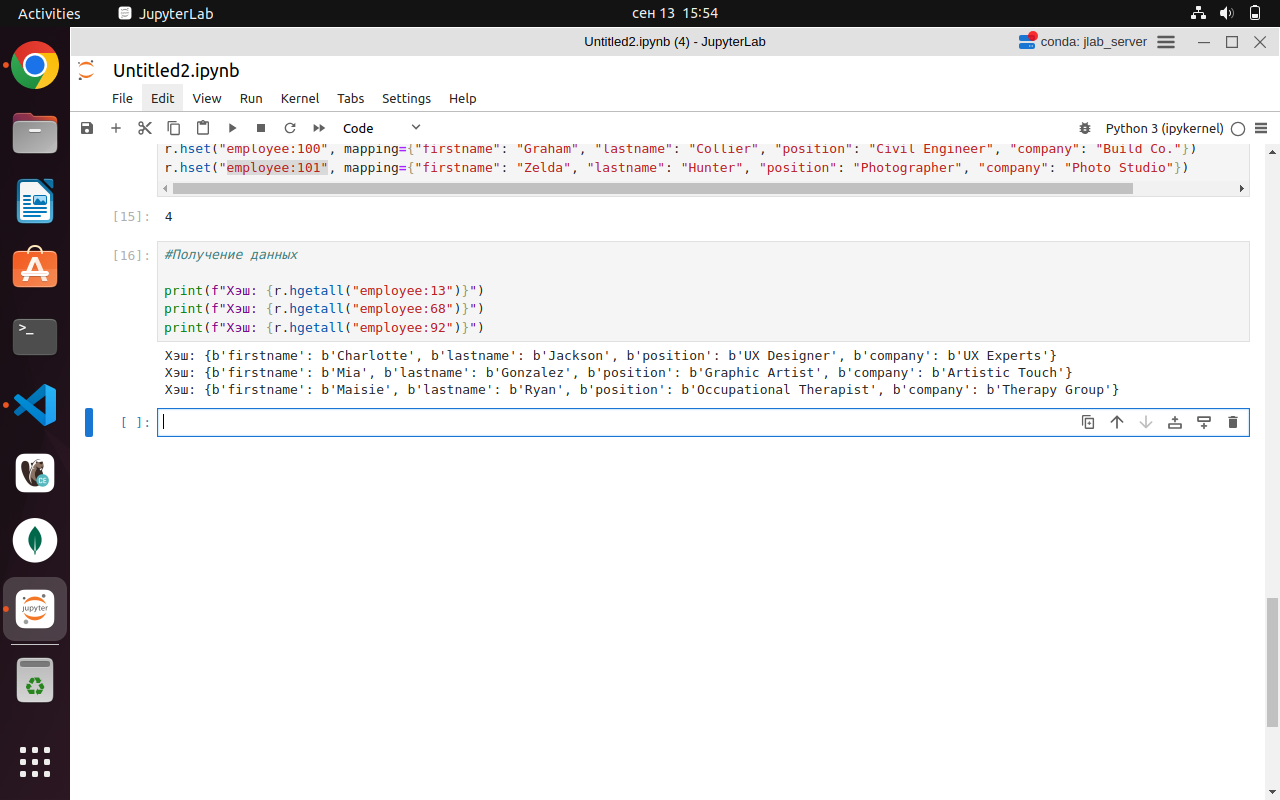 Activities
JupyterLab
сен 13 15:54
Untitled2.ipynb (4) - JupyterLab
conda: jlab_server
Untitled2.ipynb
File Edit View Run Kernel Tabs Settings Help
Code
Python 3 (ipykernel)
r.hset("employee:100", mapping={"firstname": "Graham", "lastname": "Collier", "position": "Civil Engineer", "company": "Build Co."})
r.hset("employee:101", mapping={"firstname": "Zelda", "lastname": "Hunter", "position": "Photographer", "company": "Photo Studio"})
[15]: 4
[16]: #Получение данных
print(f"Хэш: {r.hgetall("employee:13")}")
print(f"Хэш: {r.hgetall("employee:68")}")
print(f"Хэш: {r.hgetall("employee:92")}")
Хэш: {b'firstname': b'Charlotte', b'lastname': b'Jackson', b'position': b'UX Designer', b'company': b'UX Experts'}
Хэш: {b'firstname': b'Mia', b'lastname': b'Gonzalez', b'position': b'Graphic Artist', b'company': b'Artistic Touch'}
Хэш: {b'firstname': b'Maisie', b'lastname': b'Ryan', b'position': b'Occupational Therapist', b'company': b'Therapy Group'}
[ ]:
>_
CE
jupyter